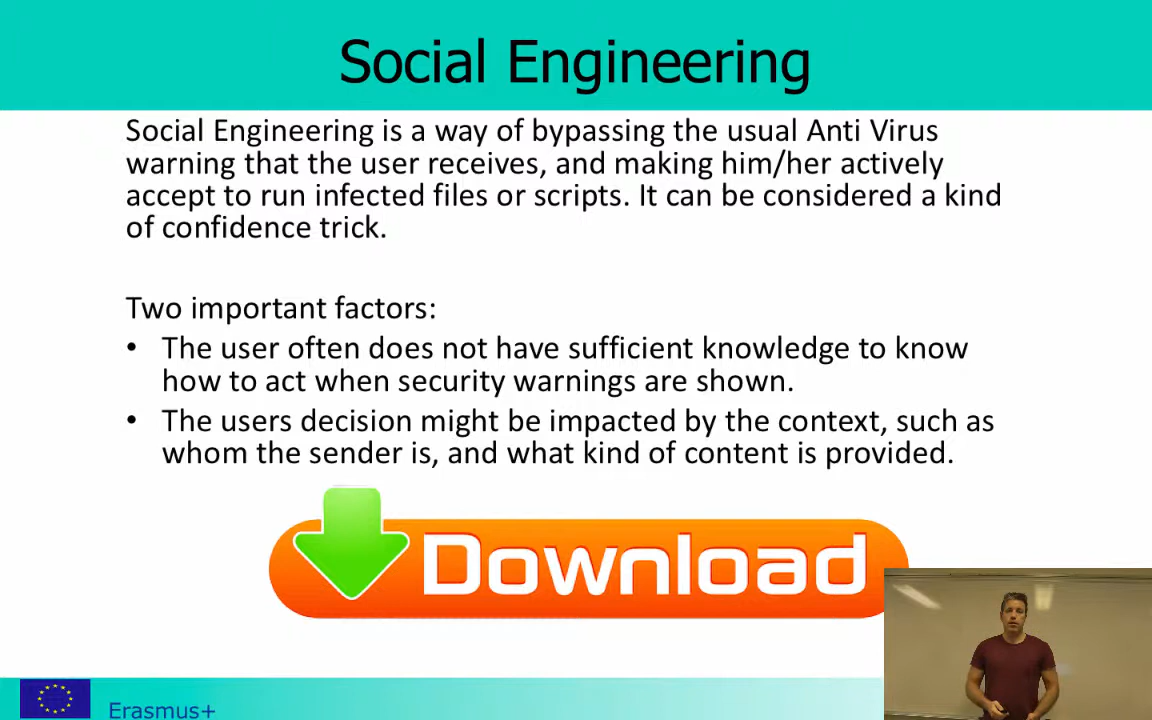 Social Engineering
Social Engineering is a way of bypassing the usual Anti Virus
warning that the user receives, and making him/her actively
accept to run infected files or scripts. It can be considered a kind
of confidence trick.
Two important factors:
• The user often does not have sufficient knowledge to know
how to act when security warnings are shown.
• The users decision might be impacted by the context, such as
whom the sender is, and what kind of content is provided.
Download
Erasmus+